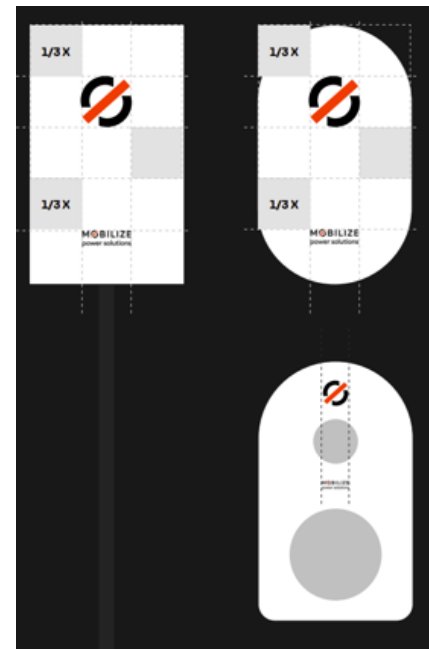 1/3 X
1/3 X
MOBILIZE
power solutions
1/3 X
1/3 X
MOBILIZE
power solutions
MOBILIZE